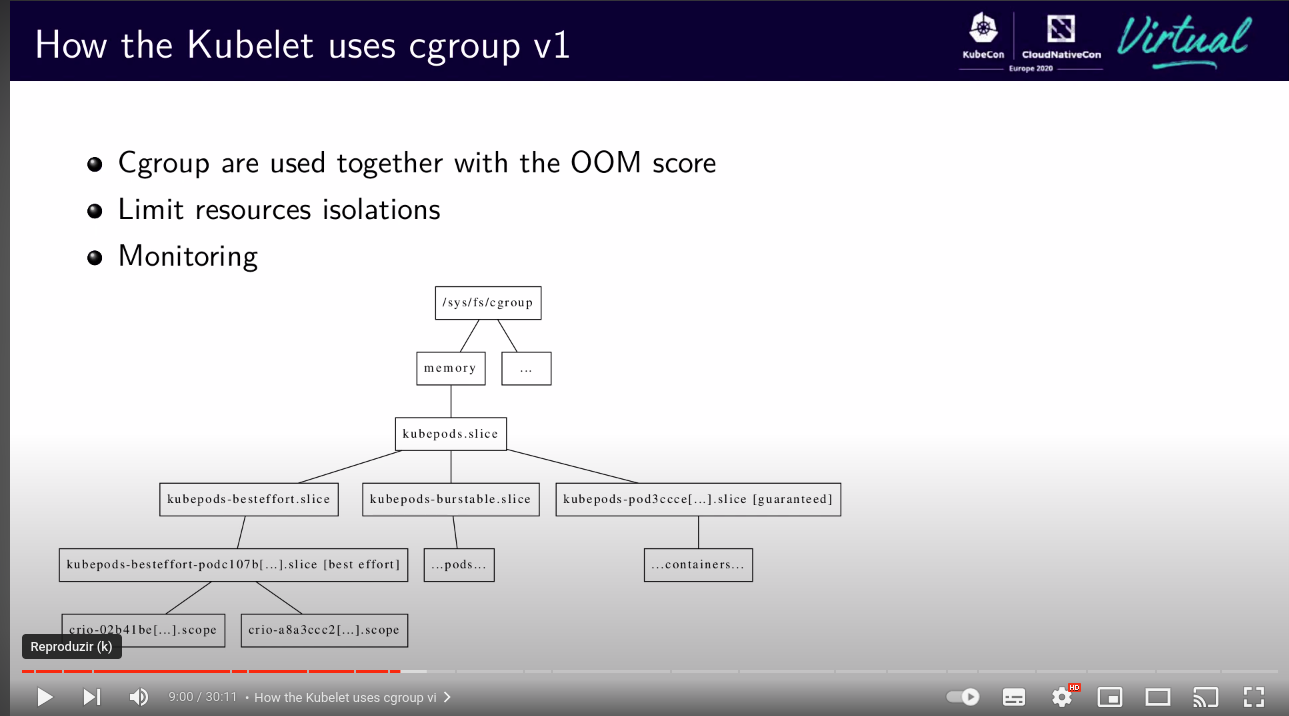 How the Kubelet uses cgroup v1
KubeCon
CloudNativeCon
Europe 2020
Virtual
Cgroup are used together with the OOM score
Limit resources isolations
Monitoring
/sys/fs/cgroup
memory
...
kubepods.slice
kubepods-besteffort.slice
kubepods-burstable.slice
kubepods-pod3ccce[...].slice [guaranteed]
kubepods-besteffort-podc107b[...].slice [best effort]
...pods...
...containers...
crio-02b41be[...].scope
crio-a8a3ccc2[...].scope
Reproduzir (k)
9:00 / 30:11 • How the Kubelet uses cgroup vi
HD